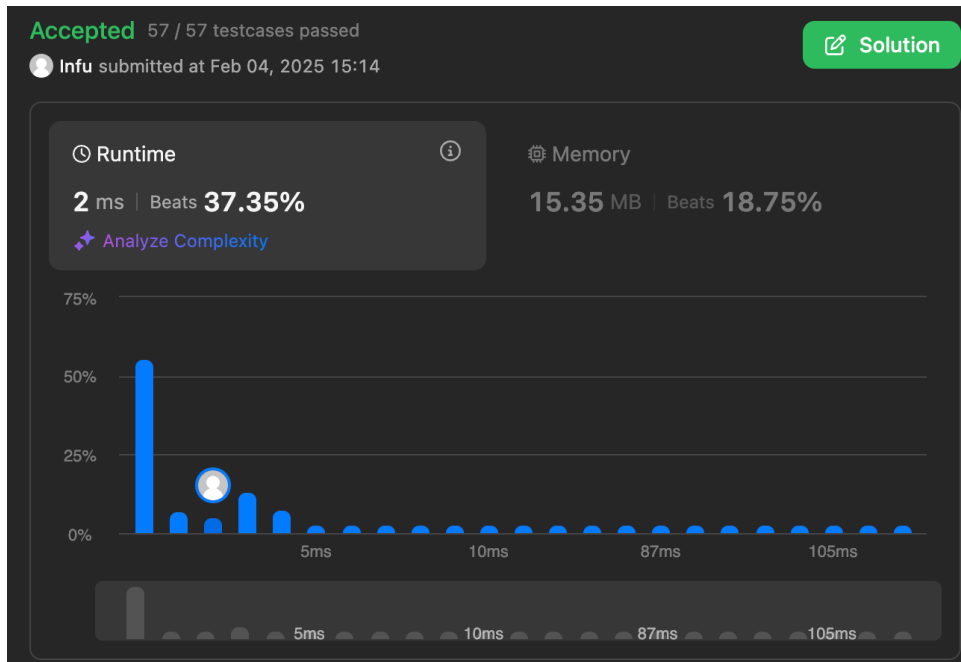 Accepted 57 / 57 testcases passed
Solution
Infu submitted at Feb 04, 2025 15:14
Runtime
Memory
2 ms | Beats 37.35%
15.35 MB | Beats 18.75%
Analyze Complexity
75%
50%
25%
0%
5ms 10ms 87ms 105ms
5ms 10ms 87ms 105ms